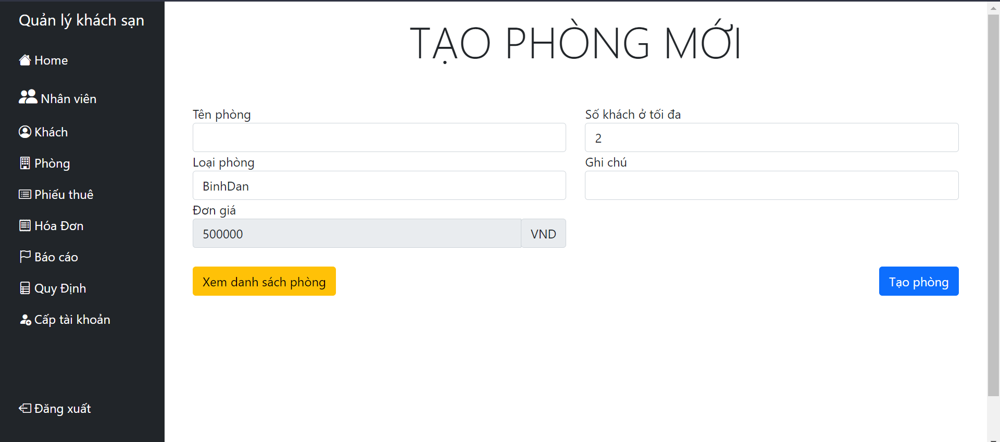 Quản lý khách sạn
Home
Nhân viên
Khách
Phòng
Phiếu thuê
Hóa Đơn
Báo cáo
Quy Định
Cấp tài khoản
Đăng xuất
TẠO PHÒNG MỚI
Tên phòng
Số khách ở tối đa
2
Loại phòng
Ghi chú
BinhDan
Đơn giá
500000 VND
Xem danh sách phòng
Tạo phòng